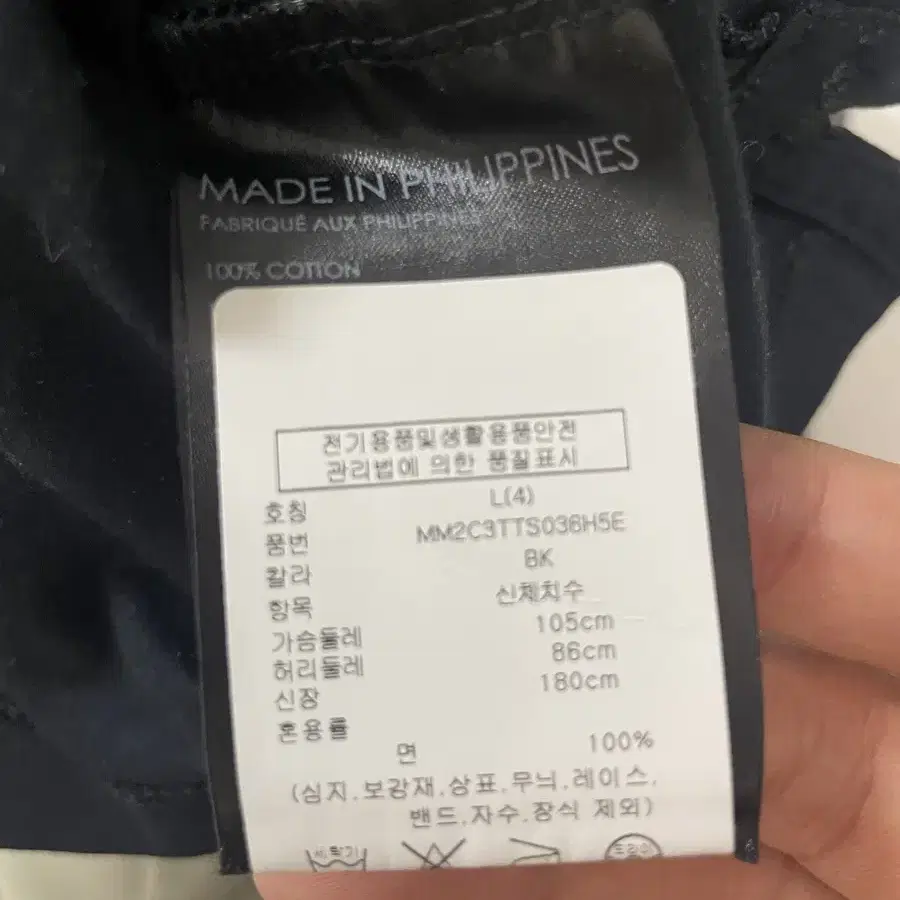 MADE IN PHILIPPINES
FABRIQUÉ AUX PHILIPPINES
100% COTTON
전기용품및생활용품안전
관리법에 의한 품질표시
호칭 L(4)
품번 MM2C3TTS036H5E
칼라 BK
항목 신체치수
가슴둘레 105cm
허리둘레 86cm
신장 180cm
혼용률
면 100%
(심지,보강재,상표,무늬,레이스,
밴드,자수,장식 제외)
드라이